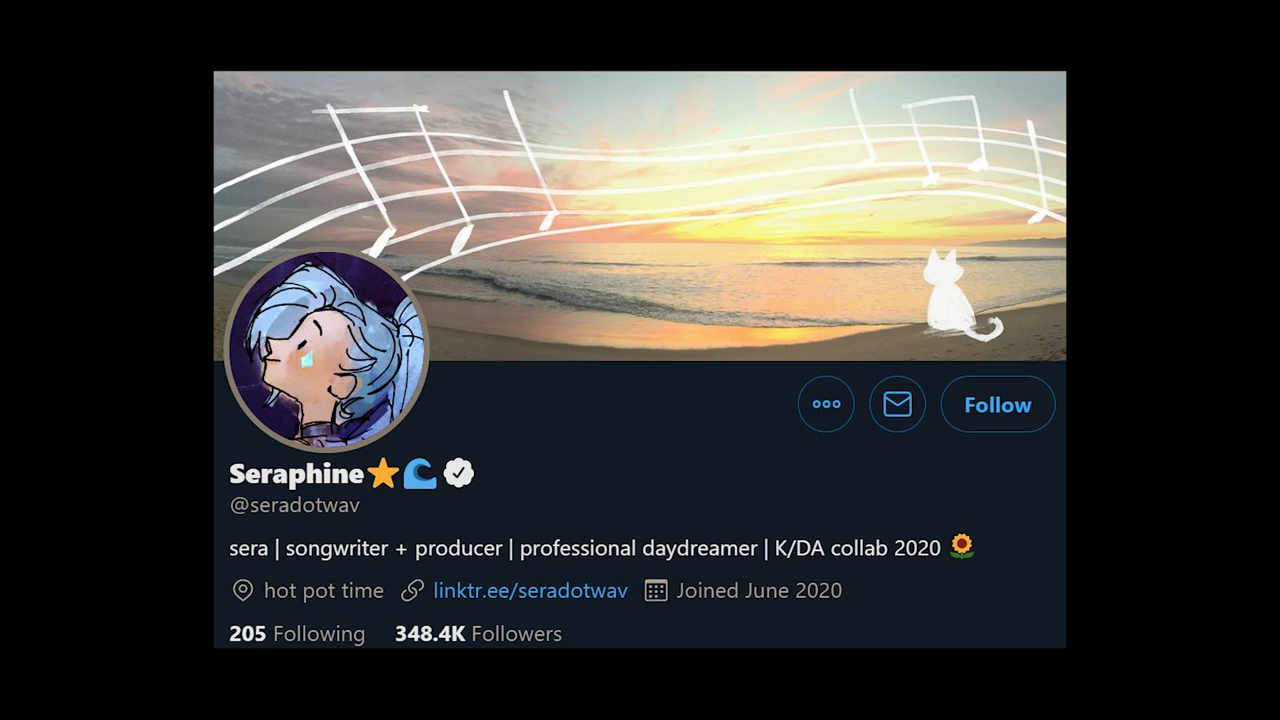 Follow
Seraphine⭐🌊
@seradotwav
sera | songwriter + producer | professional daydreamer | K/DA collab 2020 🌻
hot pot time linktr.ee/seradotwav Joined June 2020
205 Following 348.4K Followers